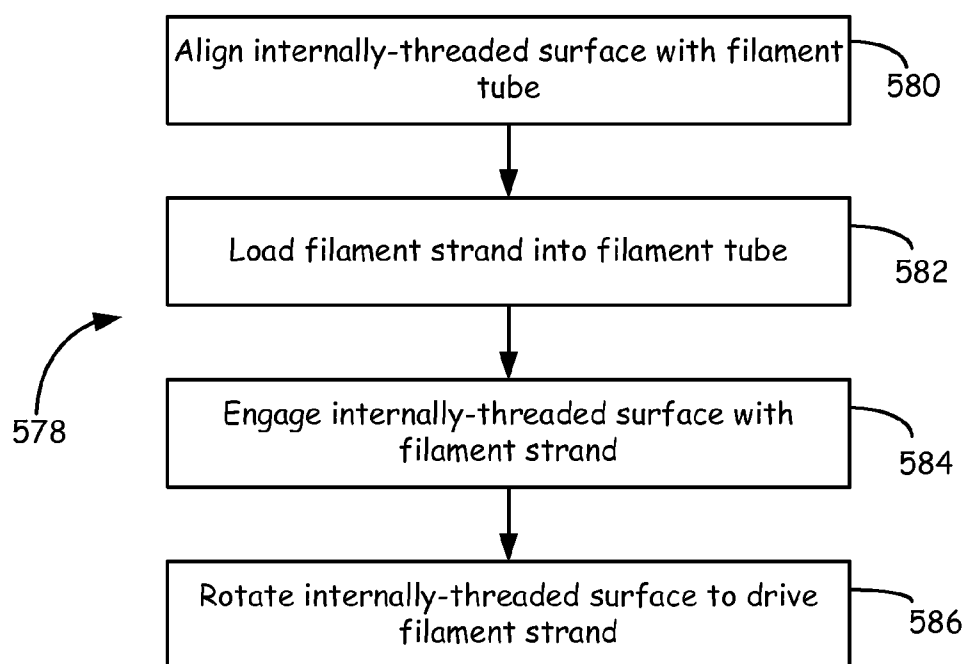 Align internally-threaded surface with filament
tube
580
Load filament strand into filament tube
582
578
Engage internally-threaded surface with
filament strand
584
Rotate internally-threaded surface to drive
filament strand
586